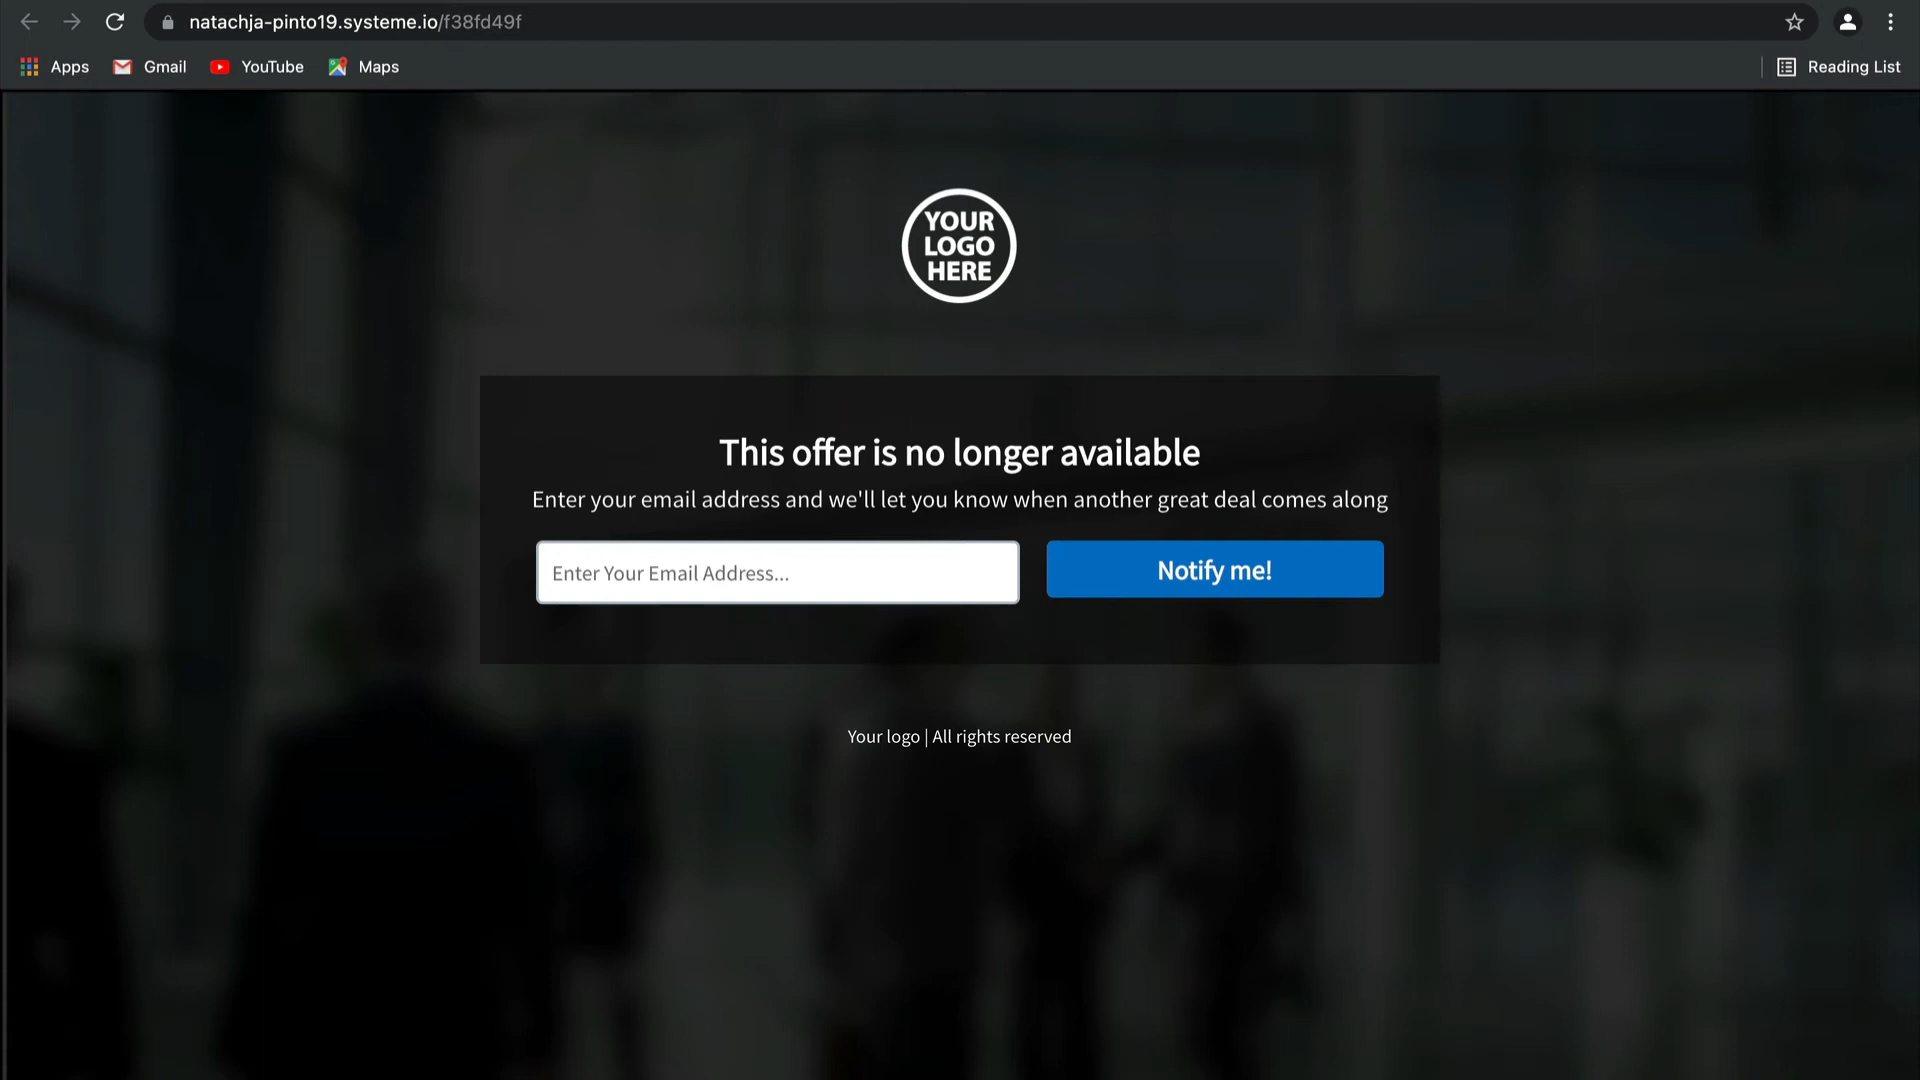 natachja-pinto19.systeme.io/f38fd49f
Apps
Gmail
YouTube
Maps
Reading List
YOUR
LOGO
HERE
This offer is no longer available
Enter your email address and we'll let you know when another great deal comes along
Enter Your Email Address...
Notify me!
Your logo | All rights reserved